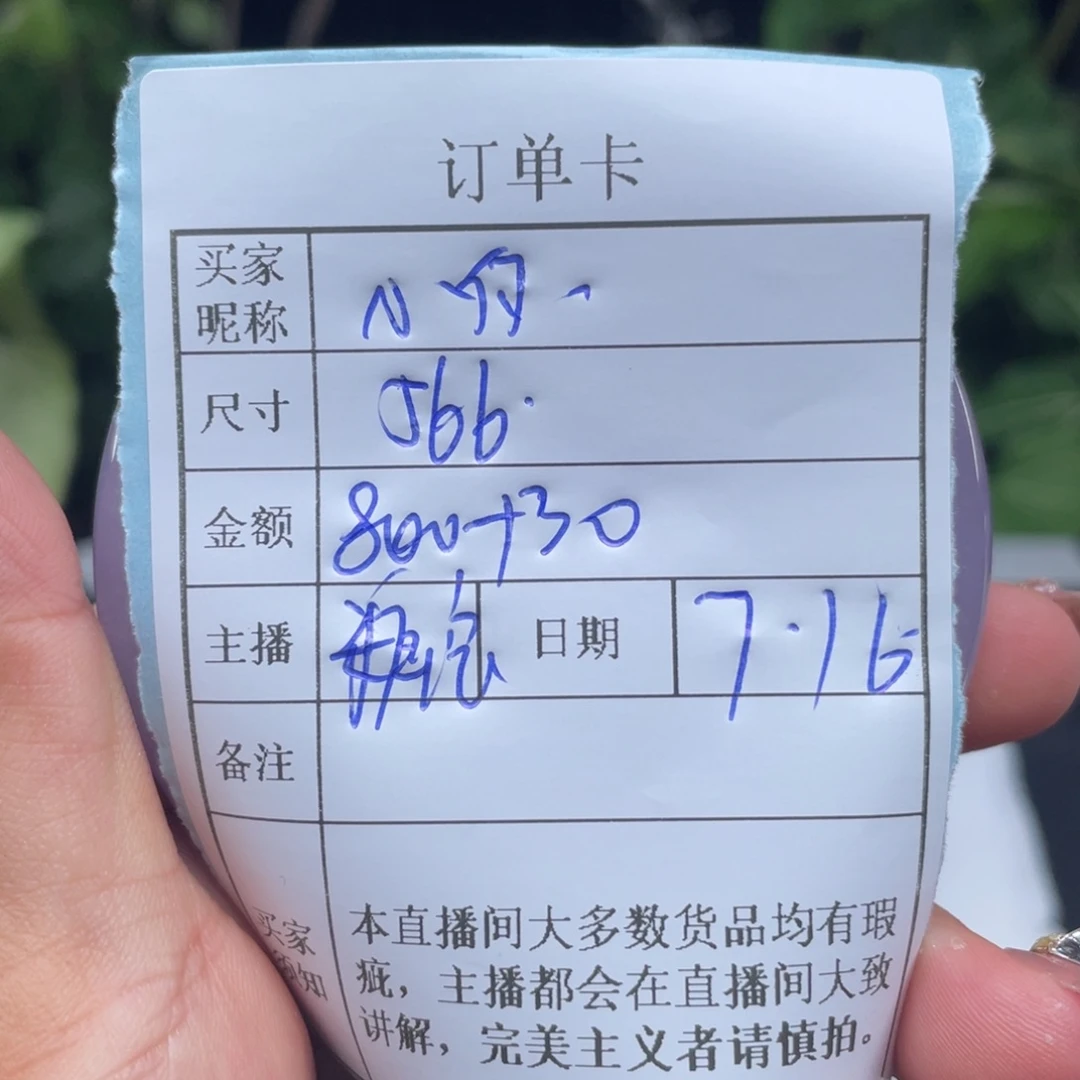 订单卡
买家
昵称
尺寸 566.
金额 800+30
主播 日期 7.16
备注
买家
须知
本直播间大多数货品均有瑕
疵，主播都会在直播间大致
讲解，完美主义者请慎拍。